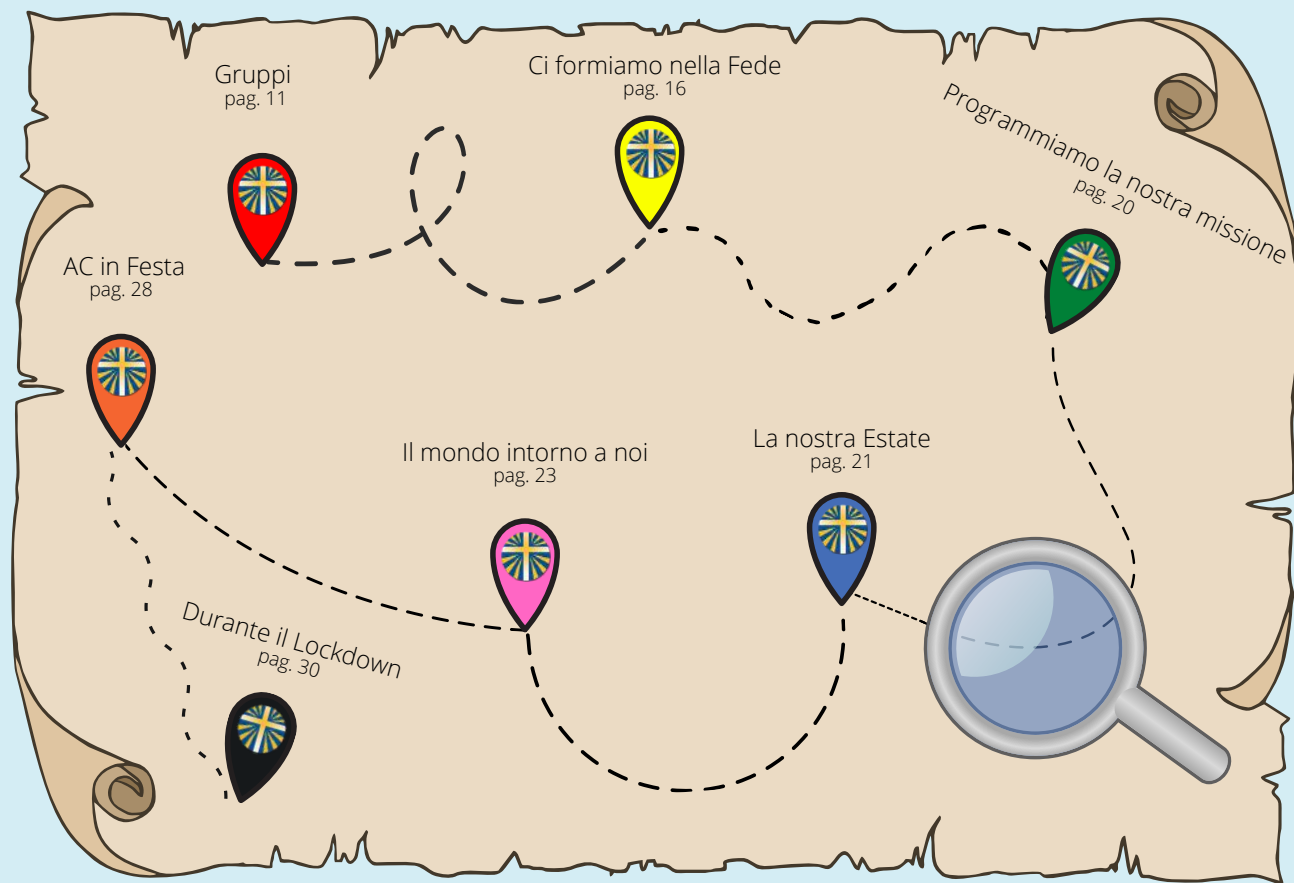 Gruppi
pag. 11
Ci formiamo nella Fede
pag. 16
Programmiamo la nostra missione
pag. 20
AC in Festa
pag. 28
Il mondo intorno a noi
pag. 23
La nostra Estate
pag. 21
Durante il Lockdown
pag. 30